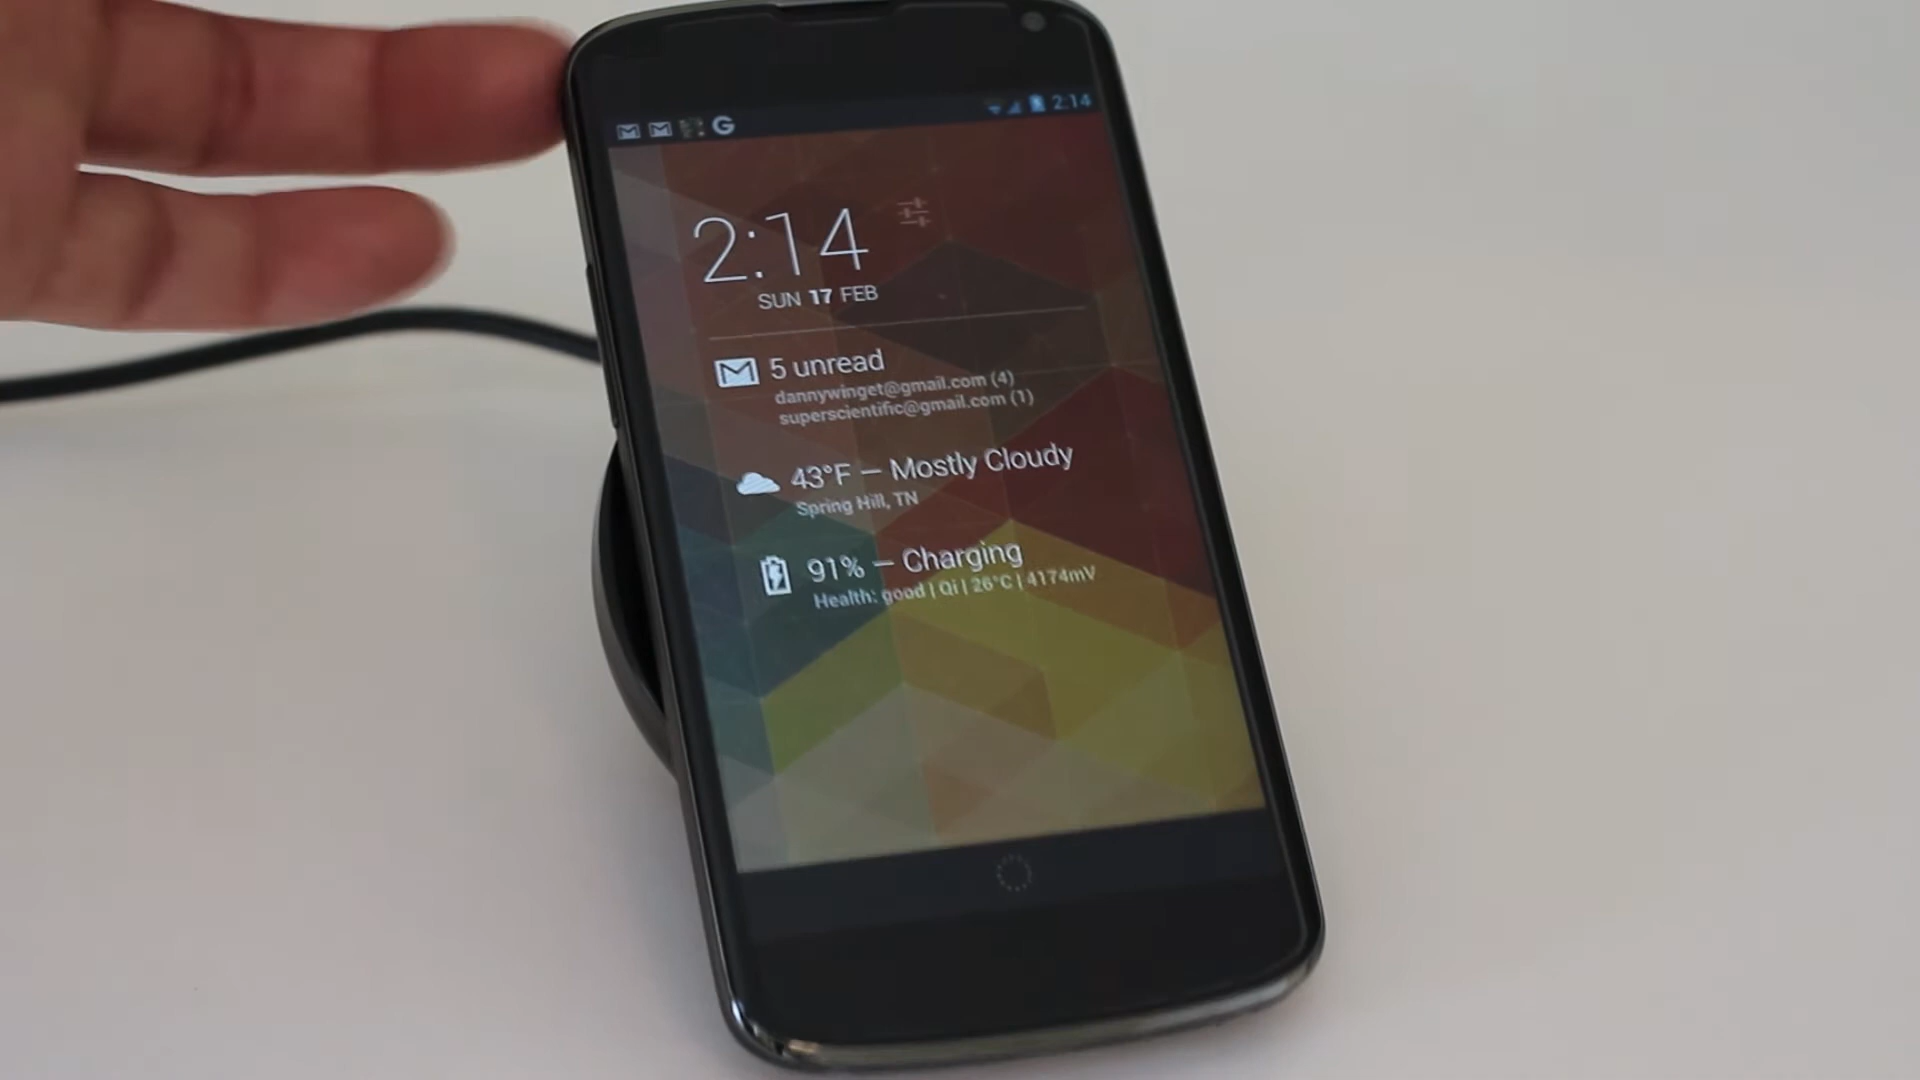 2:14
2:14
SUN 17 FEB
5 unread
dannywinget@gmail.com (4)
superscientific@gmail.com (1)
43°F – Mostly Cloudy
Spring Hill, TN
91% – Charging
Health: good | Qi | 26°C | 4174mV